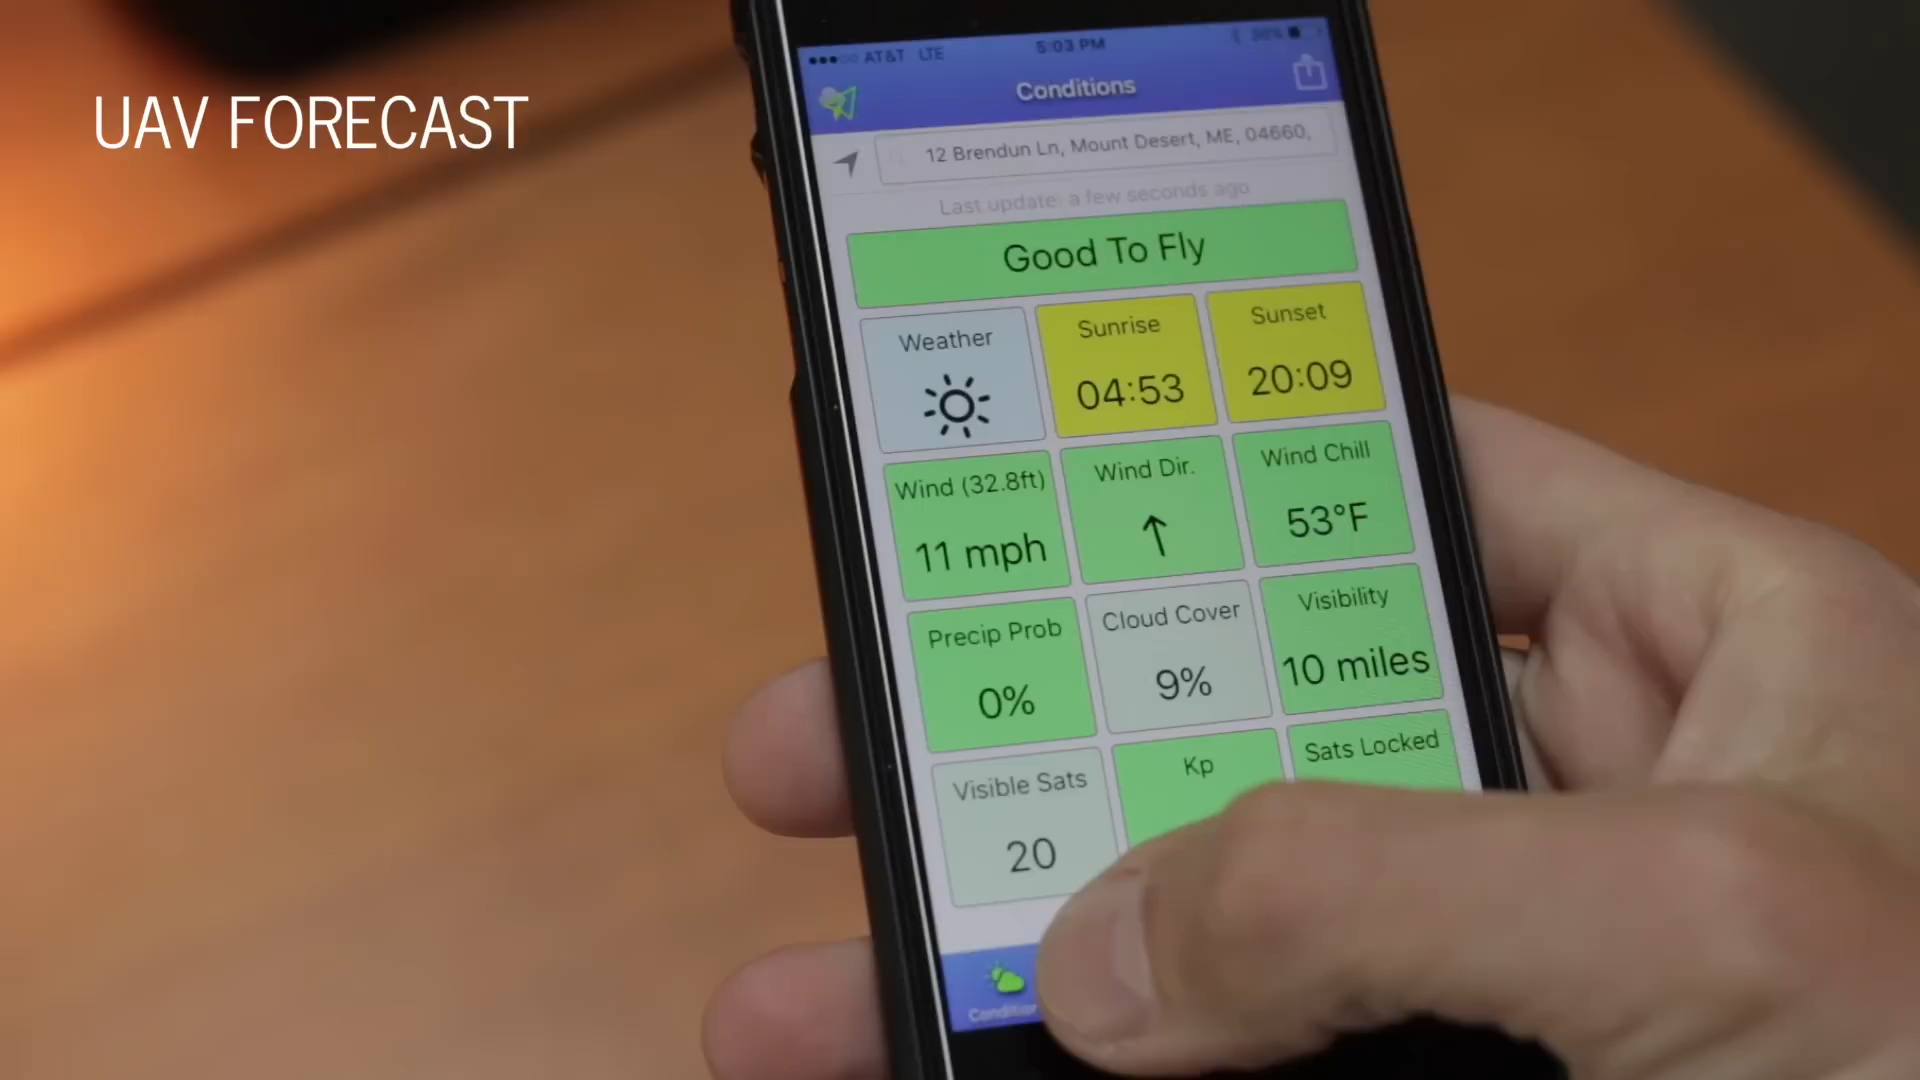 UAV FORECAST
AT&T LTE 5:03 PM
Conditions
12 Brendun Ln, Mount Desert, ME, 04660,
Last update: a few seconds ago
Good To Fly
Weather
Sunrise
04:53
Sunset
20:09
Wind (32.8ft)
11 mph
Wind Dir.
↑
Wind Chill
53°F
Precip Prob
0%
Cloud Cover
9%
Visibility
10 miles
Visible Sats
20
Kp
Sats Locked